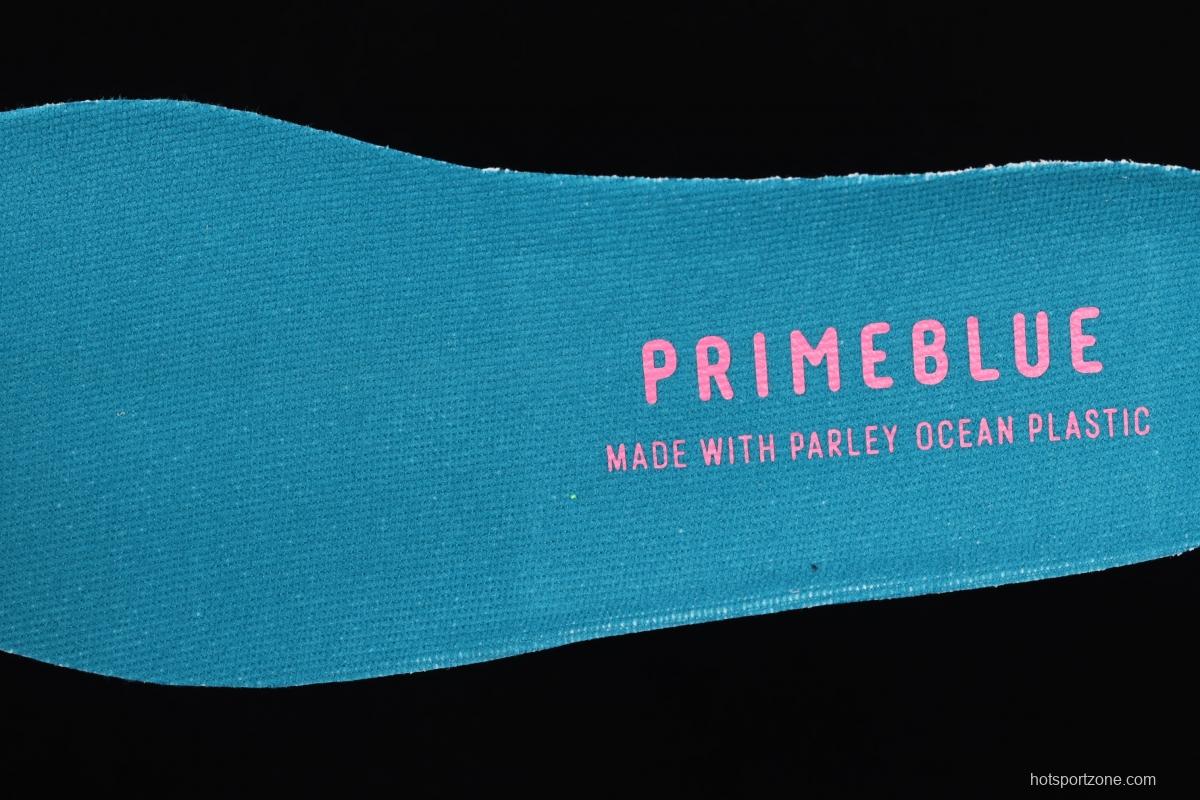 PRIMEBLUE
MADE WITH PARLEY OCEAN PLASTIC
hotsportzone.com